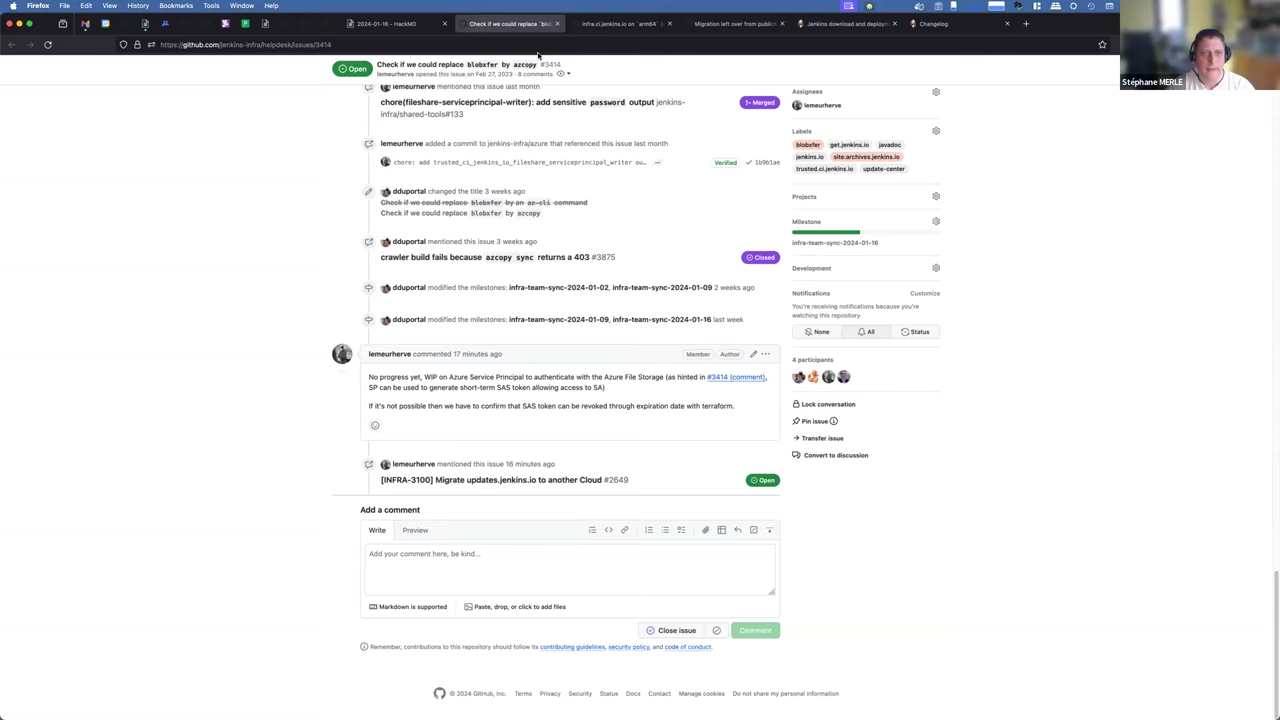 Firefox File Edit View History Bookmarks Tools Window Help
2024-01-16 - HackMD
Check if we could replace `blob
infra.ci.jenkins.io on `arm64`
Migration left over from public
Jenkins download and deploym
Changelog
https://github.com/jenkins-infra/helpdesk/issues/3414
Open
Check if we could replace blobxfer by azcopy #3414
lemeurherve opened this issue on Feb 27, 2023 · 8 comments
lemeurherve mentioned this issue last month
chore(fileshare-serviceprincipal-writer): add sensitive password output jenkins-
infra/shared-tools#133
Merged
lemeurherve added a commit to jenkins-infra/azure that referenced this issue last month
chore: add trusted_ci_jenkins_io_fileshare_serviceprincipal_writer ou…
Verified
1b9b1ae
dduportal changed the title 3 weeks ago
Check if we could replace blobxfer by an az-cli command
Check if we could replace blobxfer by azcopy
dduportal mentioned this issue 3 weeks ago
crawler build fails because azcopy sync returns a 403 #3875
Closed
dduportal modified the milestones: infra-team-sync-2024-01-02, infra-team-sync-2024-01-09 2 weeks ago
dduportal modified the milestones: infra-team-sync-2024-01-09, infra-team-sync-2024-01-16 last week
lemeurherve commented 17 minutes ago
Member
Author
No progress yet, WIP on Azure Service Principal to authenticate with the Azure File Storage (as hinted in #3414 (comment),
SP can be used to generate short-term SAS token allowing access to SA)
If it's not possible then we have to confirm that SAS token can be revoked through expiration date with terraform.
lemeurherve mentioned this issue 16 minutes ago
[INFRA-3100] Migrate updates.jenkins.io to another Cloud #2649
Open
Add a comment
Write
Preview
Add your comment here, be kind...
Markdown is supported
Paste, drop, or click to add files
Close issue
Comment
Remember, contributions to this repository should follow its contributing guidelines, security policy, and code of conduct.
Assignees
lemeurherve
Labels
blobxfer get.jenkins.io javadoc
jenkins.io site:archives.jenkins.io
trusted.ci.jenkins.io update-center
Projects
Milestone
infra-team-sync-2024-01-16
Development
Notifications
Customize
You're receiving notifications because you're
watching this repository.
None
All
Status
4 participants
Lock conversation
Pin issue
Transfer issue
Convert to discussion
© 2024 GitHub, Inc. Terms Privacy Security Status Docs Contact Manage cookies Do not share my personal information
Stéphane MERLE